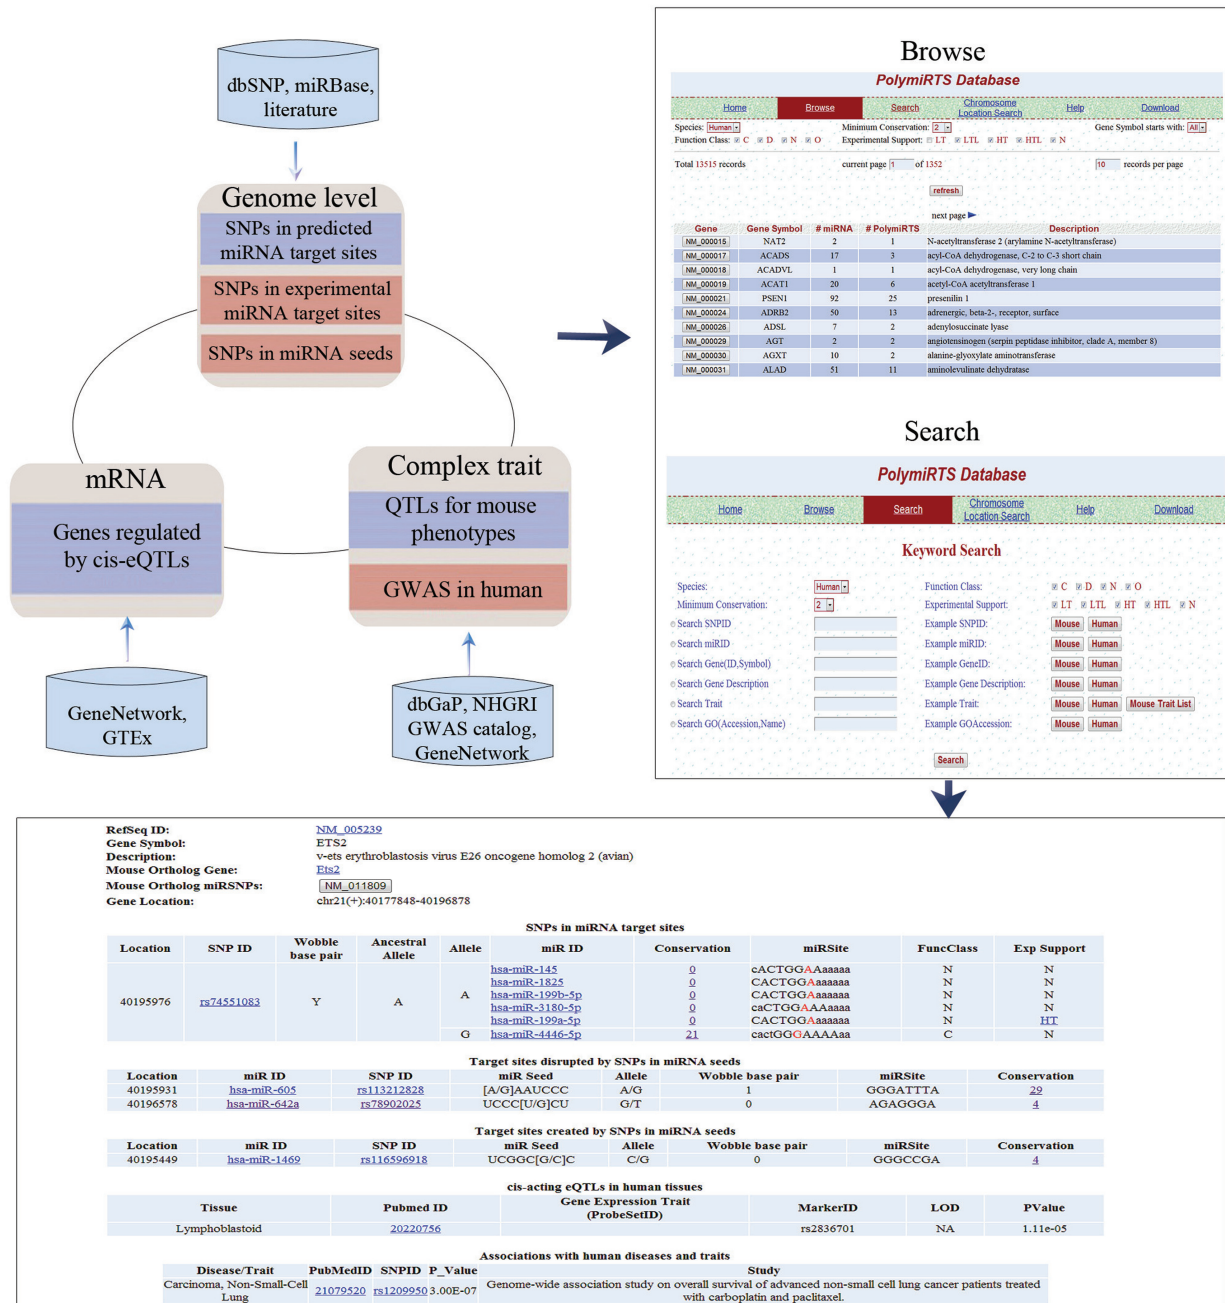 dbSNP, miRBase,
literature
Genome level
SNPs in predicted
miRNA target sites
SNPs in experimental
miRNA target sites
SNPs in miRNA seeds
mRNA
Genes regulated
by cis-eQTLs
Complex trait
QTLs for mouse
phenotypes
GWAS in human
GeneNetwork,
GTEx
dbGaP, NHGRI
GWAS catalog,
GeneNetwork
Browse
PolymiRTS Database
Home Browse Search Chromosome Location Search Help Download
Species: Human Minimum Conservation: 2 Gene Symbol starts with: All
Function Class: C D N O Experimental Support: LT LTL HT HTL N
Total 13515 records current page 1 of 1352 10 records per page
refresh
next page
Gene Gene Symbol # miRNA # PolymiRTS Description
NM_000015 NAT2 2 1 N-acetyltransferase 2 (arylamine N-acetyltransferase)
NM_000017 ACADS 17 3 acyl-CoA dehydrogenase, C-2 to C-3 short chain
NM_000018 ACADVL 1 1 acyl-CoA dehydrogenase, very long chain
NM_000019 ACAT1 20 6 acetyl-CoA acetyltransferase 1
NM_000021 PSEN1 92 25 presenilin 1
NM_000024 ADRB2 50 13 adrenergic, beta-2-, receptor, surface
NM_000026 ADSL 7 2 adenylosuccinate lyase
NM_000029 AGT 2 2 angiotensinogen (serpin peptidase inhibitor, clade A, member 8)
NM_000030 AGXT 10 2 alanine-glyoxylate aminotransferase
NM_000031 ALAD 51 11 aminolevulinate dehydratase
Search
PolymiRTS Database
Home Browse Search Chromosome Location Search Help Download
Keyword Search
Species: Human Function Class: C D N O
Minimum Conservation: 2 Experimental Support: LT LTL HT HTL N
Search SNPID Example SNPID: Mouse Human
Search miRID Example miRID: Mouse Human
Search Gene(ID,Symbol) Example GeneID: Mouse Human
Search Gene Description Example Gene Description: Mouse Human
Search Trait Example Trait: Mouse Human Mouse Trait List
Search GO(Accession,Name) Example GOAccession: Mouse Human
Search
RefSeq ID: NM_005239
Gene Symbol: ETS2
Description: v-ets erythroblastosis virus E26 oncogene homolog 2 (avian)
Mouse Ortholog Gene: Ets2
Mouse Ortholog miRSNPs: NM_011809
Gene Location: chr21(+):40177848-40196878
SNPs in miRNA target sites
Location SNP ID Wobble base pair Ancestral Allele Allele miR ID Conservation miRSite FuncClass Exp Support
40195976 rs74551083 Y A A hsa-miR-145 0 cACTGGAAaaaaa N N
hsa-miR-1825 0 CACTGGAaaaaaa N N
hsa-miR-199b-5p 0 CACTGGAaaaaaa N N
hsa-miR-3180-5p 0 caCTGGAAAAaaa N N
hsa-miR-199a-5p 0 CACTGGAaaaaaa N HT
G hsa-miR-4446-5p 21 cactGGGAAAAaa C N
Target sites disrupted by SNPs in miRNA seeds
Location miR ID SNP ID miR Seed Allele Wobble base pair miRSite Conservation
40195931 hsa-miR-605 rs113212828 [A/G]AAUCCC A/G 1 GGGATTTA 29
40196578 hsa-miR-642a rs78902025 UCCC[U/G]CU G/T 0 AGAGGGA 4
Target sites created by SNPs in miRNA seeds
Location miR ID SNP ID miR Seed Allele Wobble base pair miRSite Conservation
40195449 hsa-miR-1469 rs116596918 UCGGC[G/C]C C/G 0 GGGCCGA 4
cis-acting eQTLs in human tissues
Tissue Pubmed ID Gene Expression Trait (ProbeSetID) MarkerID LOD PValue
Lymphoblastoid 20220756 rs2836701 NA 1.11e-05
Associations with human diseases and traits
Disease/Trait PubMedID SNPID P_Value Study
Carcinoma, Non-Small-Cell Lung 21079520 rs1209950 3.00E-07 Genome-wide association study on overall survival of advanced non-small cell lung cancer patients treated with carboplatin and paclitaxel.